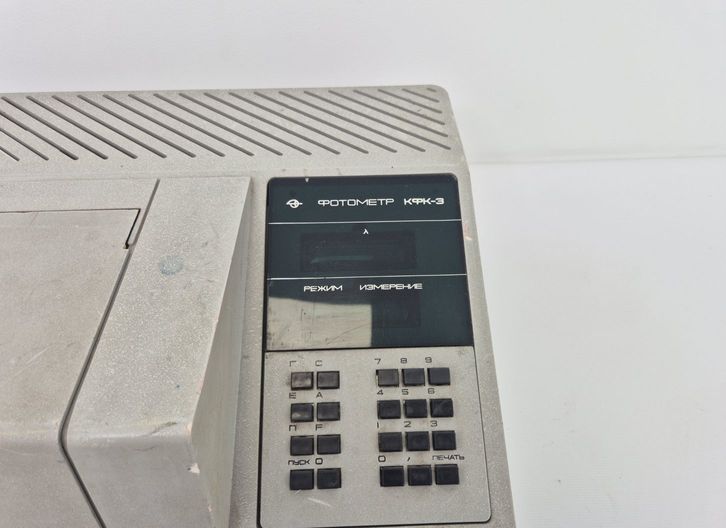 ФОТОМЕТР КФК-3
λ
РЕЖИМ ИЗМЕРЕНИЕ
Г С 7 8 9
Е А 4 5 6
П F 1 2 3
ПУСК О 0 , ПЕЧАТЬ